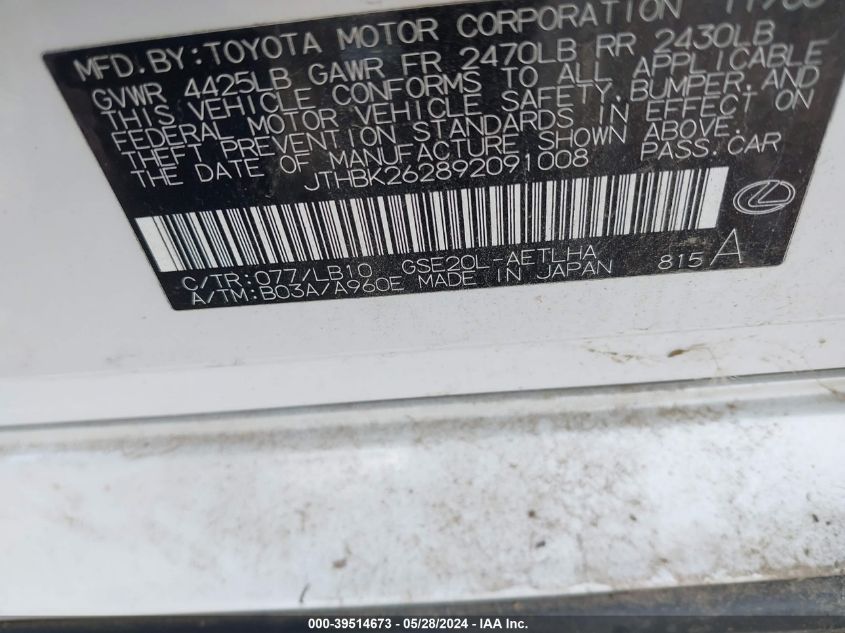 MFD.BY:TOYOTA MOTOR CORPORATION
GVWR 4425LB GAWR FR 2470LB RR 2430LB
THIS VEHICLE CONFORMS TO ALL APPLICABLE
FEDERAL MOTOR VEHICLE SAFETY,BUMPER,AND
THEFT PREVENTION STANDARDS IN EFFECT ON
THE DATE OF MANUFACTURE SHOWN ABOVE.
JTHBK262892091008 PASS.CAR
C/TR:077/LB10 GSE20L-AETLHA
A/TM:B03A/A960E MADE IN JAPAN 815 A
000-39514673 - 05/28/2024 - IAA Inc.